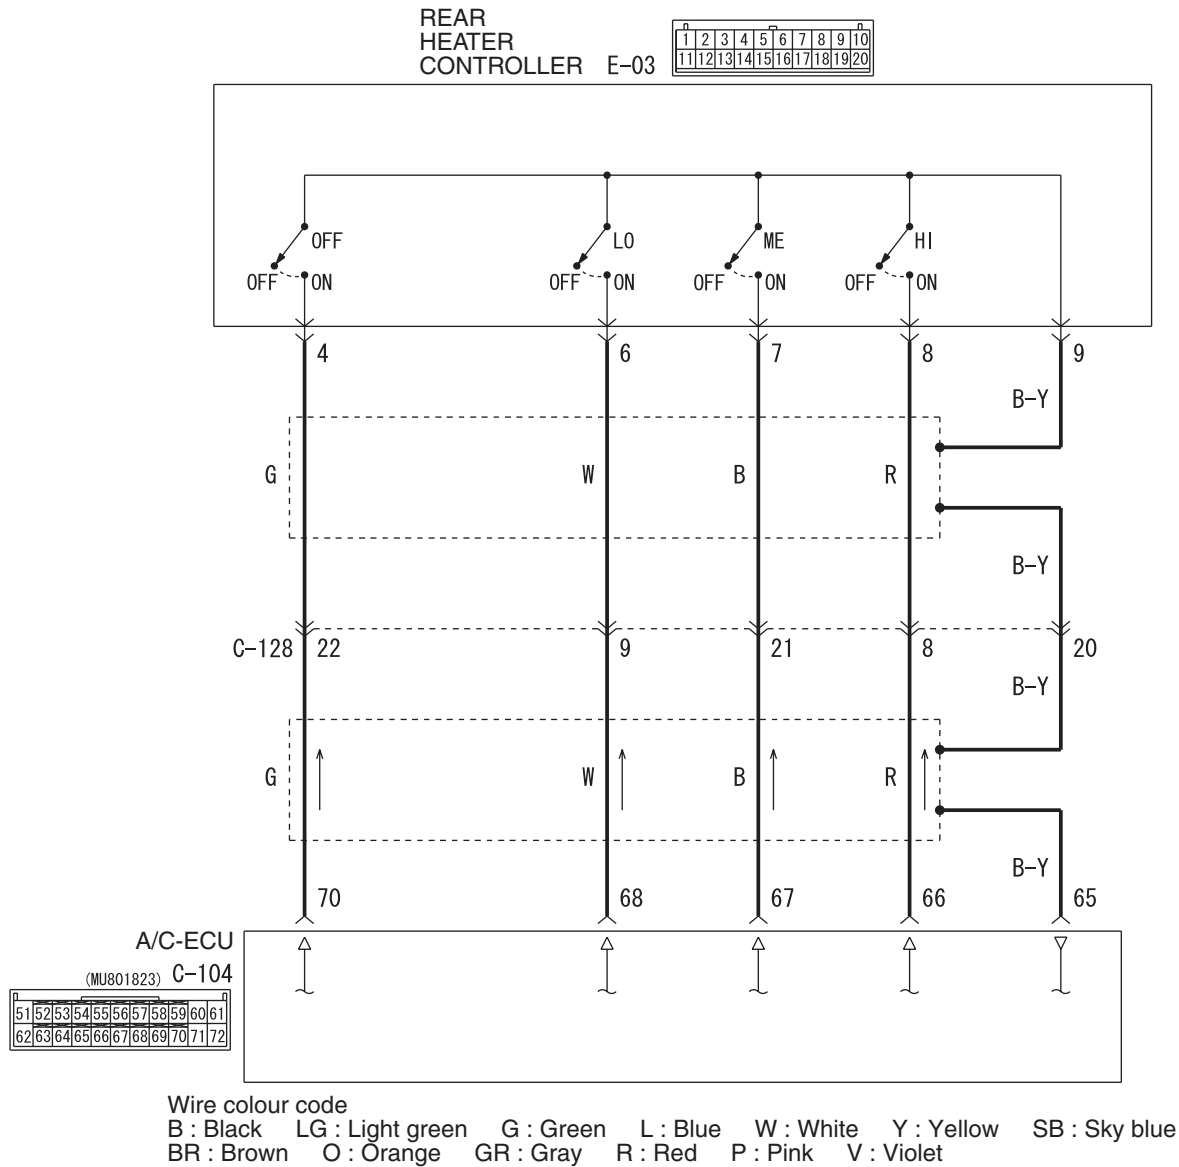 REAR
HEATER
CONTROLLER E-03
1 2 3 4 5 6 7 8 9 10
11 12 13 14 15 16 17 18 19 20
OFF LO ME HI
OFF ON OFF ON OFF ON OFF ON
4 6 7 8 9
B-Y
G W B R
B-Y
C-128 22 9 21 8 20
B-Y
G W B R
B-Y
70 68 67 66 65
A/C-ECU
(MU801823) C-104
51 52 53 54 55 56 57 58 59 60 61
62 63 64 65 66 67 68 69 70 71 72
Wire colour code
B : Black LG : Light green G : Green L : Blue W : White Y : Yellow SB : Sky blue
BR : Brown O : Orange GR : Gray R : Red P : Pink V : Violet